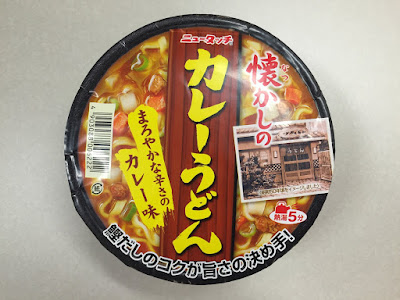 ニュータッチ
懐かしの
なつ
カレーうどん
まろやかな辛さの
カレー味
熱湯5分
鰹だしのコクが旨さの決め手!